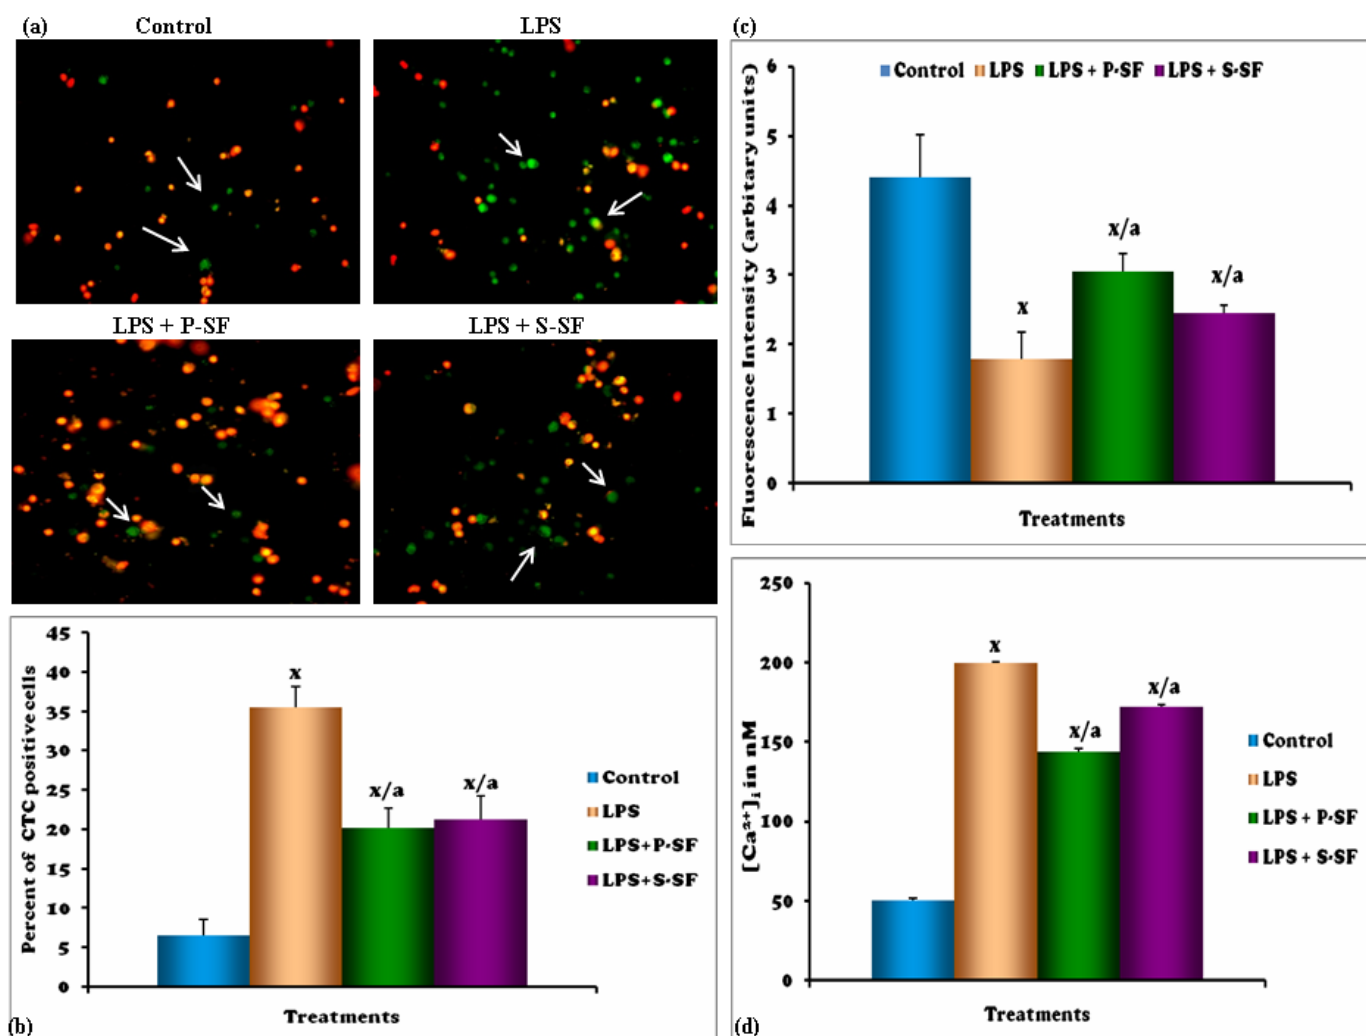 (a)
Control
LPS
LPS + P-SF
LPS + S-SF
45
40
35
30
25
20
15
10
5
0
Percent of CTC positive cells
x
x/a
x/a
Control
LPS
LPS+P-SF
LPS+S-SF
Treatments
(b)
(c)
Control LPS LPS + P-SF LPS + S-SF
6
5
4
3
2
1
0
Fluorescence Intensity (arbitary units)
x
x/a
x/a
Treatments
250
200
150
100
50
0
[Ca²⁺]ᵢ in nM
x
x/a
x/a
Control
LPS
LPS + P-SF
LPS + S-SF
Treatments
(d)